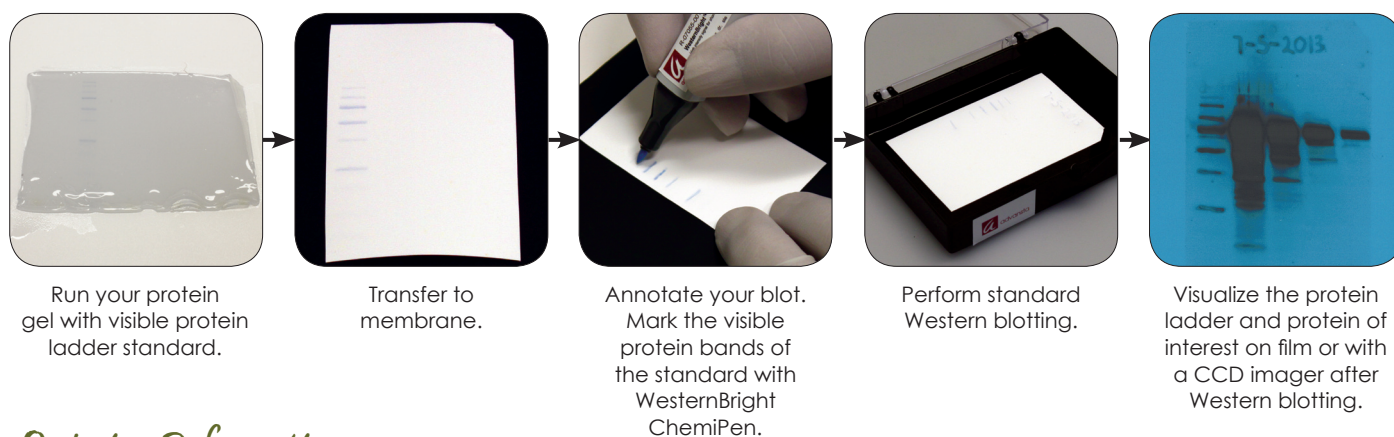 WesternBright
7-5-2013
advansta
Run your protein
gel with visible protein
ladder standard.
Transfer to
membrane.
Annotate your blot.
Mark the visible
protein bands of
the standard with
WesternBright
ChemiPen.
Perform standard
Western blotting.
Visualize the protein
ladder and protein of
interest on film or with
a CCD imager after
Western blotting.